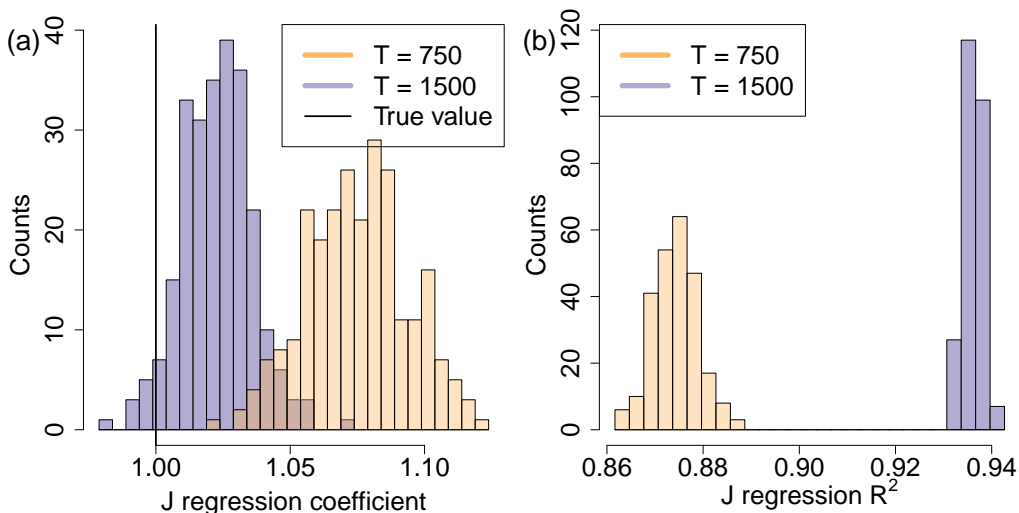 (a)
T = 750
T = 1500
True value
Counts
0
10
20
30
40
1.00
1.05
1.10
J regression coefficient
(b)
T = 750
T = 1500
Counts
0
20
40
60
80
100
120
0.86
0.88
0.90
0.92
0.94
J regression R²